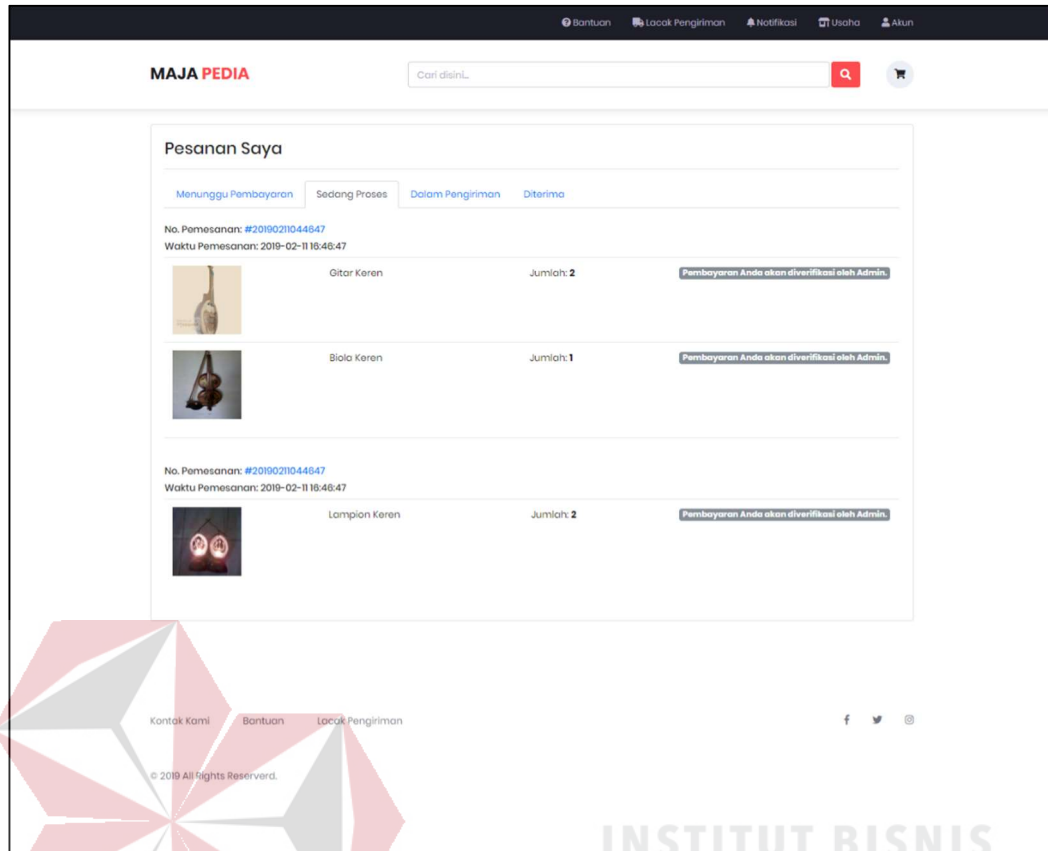 Bantuan Lacak Pengiriman Notifikasi Usaha Akun
MAJA PEDIA Cari disini...
Pesanan Saya
Menunggu Pembayaran Sedang Proses Dalam Pengiriman Diterima
No. Pemesanan: #20190211044647
Waktu Pemesanan: 2019-02-11 16:46:47
Gitar Keren Jumlah: 2 Pembayaran Anda akan diverifikasi oleh Admin.
Biola Keren Jumlah: 1 Pembayaran Anda akan diverifikasi oleh Admin.
No. Pemesanan: #20190211044647
Waktu Pemesanan: 2019-02-11 16:46:47
Lampion Keren Jumlah: 2 Pembayaran Anda akan diverifikasi oleh Admin.
Kontak Kami Bantuan Lacak Pengiriman
© 2019 All Rights Reserverd.
INSTITUT BISNIS